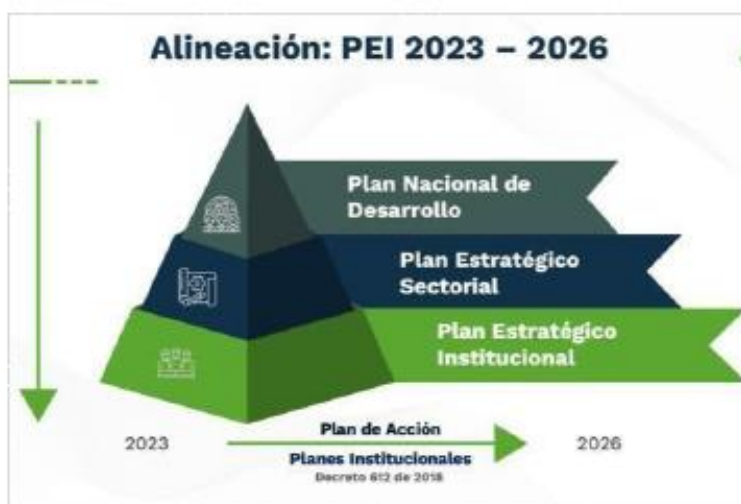 Alineación: PEI 2023 – 2026
Plan Nacional de
Desarrollo
Plan Estratégico
Sectorial
Plan Estratégico
Institucional
2023
Plan de Acción
2026
Planes Institucionales
Decreto 612 de 2018